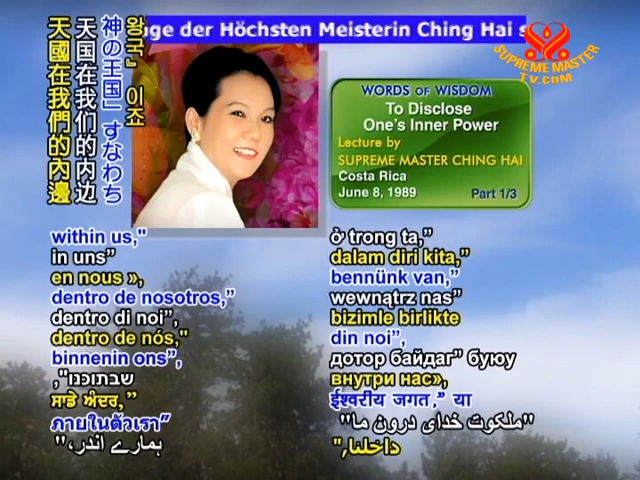 uge der Höchsten Meisterin Ching Hai s
SUPREME MASTER
TV.COM
왕국』 이죠
神の王国」すなわち
天国在我们的内边
天國在我們的內邊
WORDS OF WISDOM
To Disclose
One's Inner Power
Lecture by
SUPREME MASTER CHING HAI
Costa Rica
June 8, 1989
Part 1/3
within us,"
in uns”
en nous »,
dentro de nosotros,”
dentro di noi”,
dentro de nós,"
binnenin ons”,
שבתוכנו",
ਸਾਡੇ ਅੰਦਰ,”
ภายในตัวเรา”
ہمارے اندر،"
ở trong ta,”
dalam diri kita,”
bennünk van,”
wewnątrz nas”
bizimle birlikte
din noi”,
дотор байдаг” буюу
внутри нас»,
ईश्वरीय जगत,” या
"ملکوت خدای درون ما"
داخلنا,"